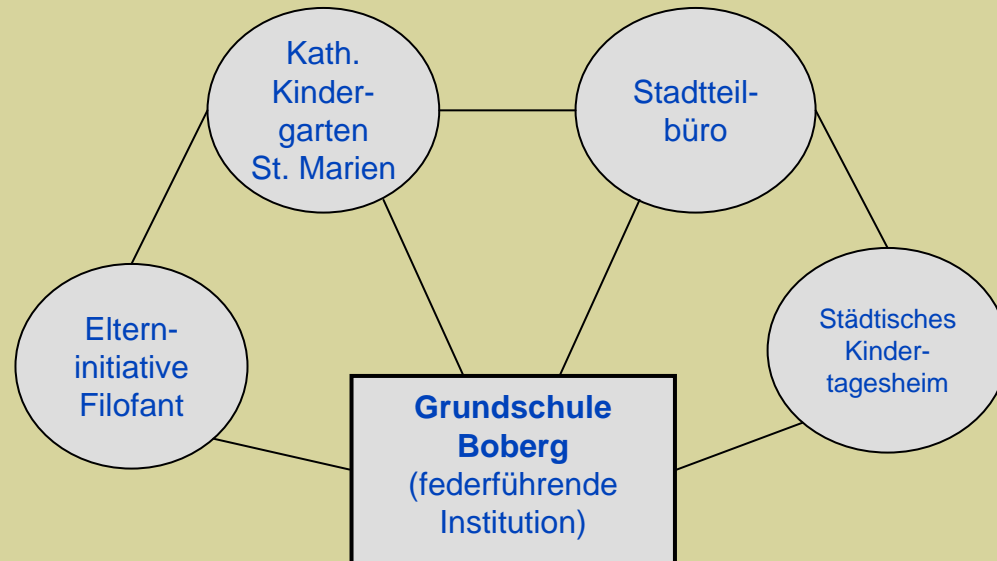 Kath.
Kinder-
garten
St. Marien
Stadtteil-
büro
Eltern-
initiative
Filofant
Städtisches
Kinder-
tagesheim
Grundschule
Boberg
(federführende
Institution)